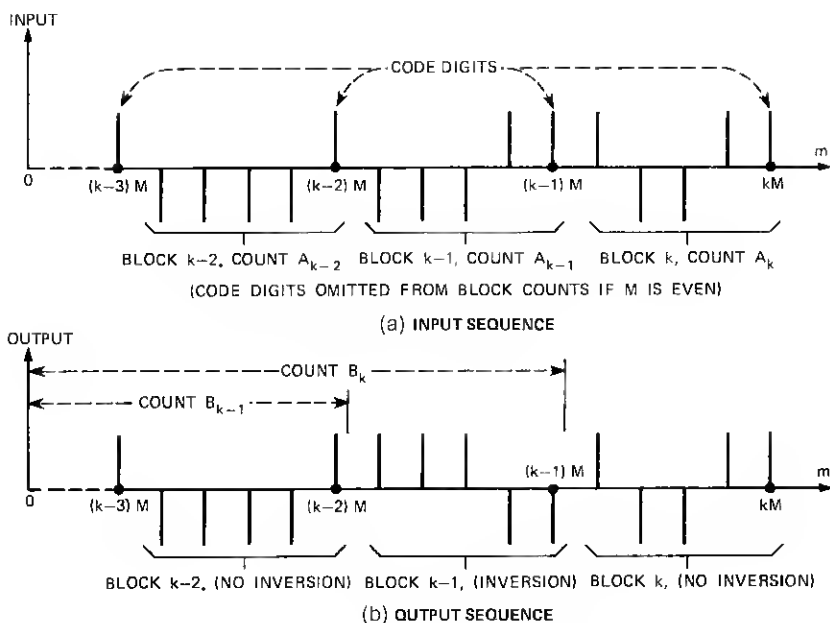 INPUT
CODE DIGITS
m
0
(k-3) M
(k-2) M
(k-1) M
kM
BLOCK k-2, COUNT A_{k-2}
BLOCK k-1, COUNT A_{k-1}
BLOCK k, COUNT A_k
(CODE DIGITS OMITTED FROM BLOCK COUNTS IF M IS EVEN)
(a) INPUT SEQUENCE
OUTPUT
COUNT B_k
COUNT B_{k-1}
(k-1) M
m
0
(k-3) M
(k-2) M
kM
BLOCK k-2, (NO INVERSION)
BLOCK k-1, (INVERSION)
BLOCK k, (NO INVERSION)
(b) OUTPUT SEQUENCE